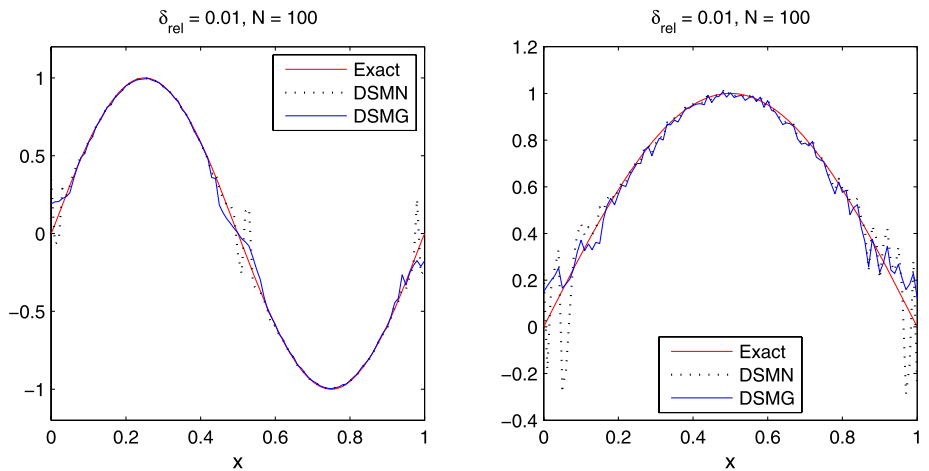 δrel = 0.01, N = 100
1
0.5
0
−0.5
−1
0 0.2 0.4 0.6 0.8 1
x
Exact
DSMN
DSMG
δrel = 0.01, N = 100
1.2
1
0.8
0.6
0.4
0.2
0
−0.2
−0.4
0 0.2 0.4 0.6 0.8 1
x
Exact
DSMN
DSMG